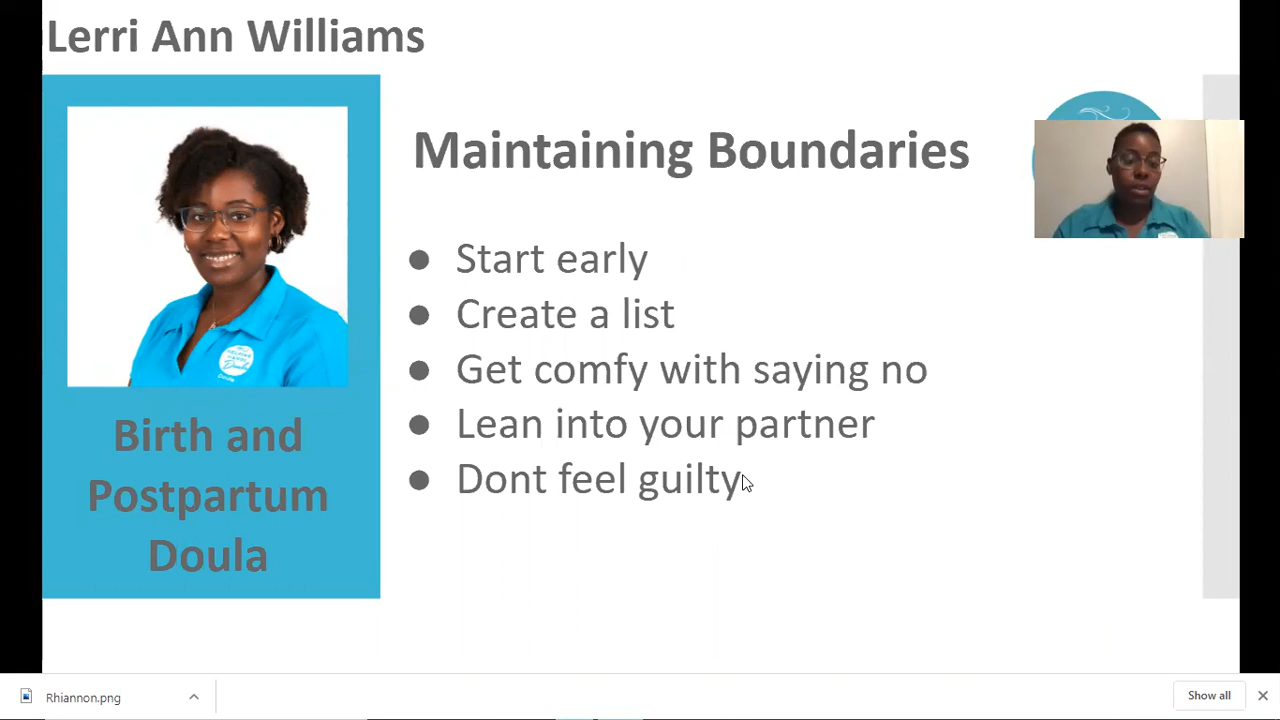 Lerri Ann Williams
Maintaining Boundaries
● Start early
● Create a list
● Get comfy with saying no
● Lean into your partner
● Dont feel guilty
Birth and
Postpartum
Doula
Doula
Rhiannon.png
Show all